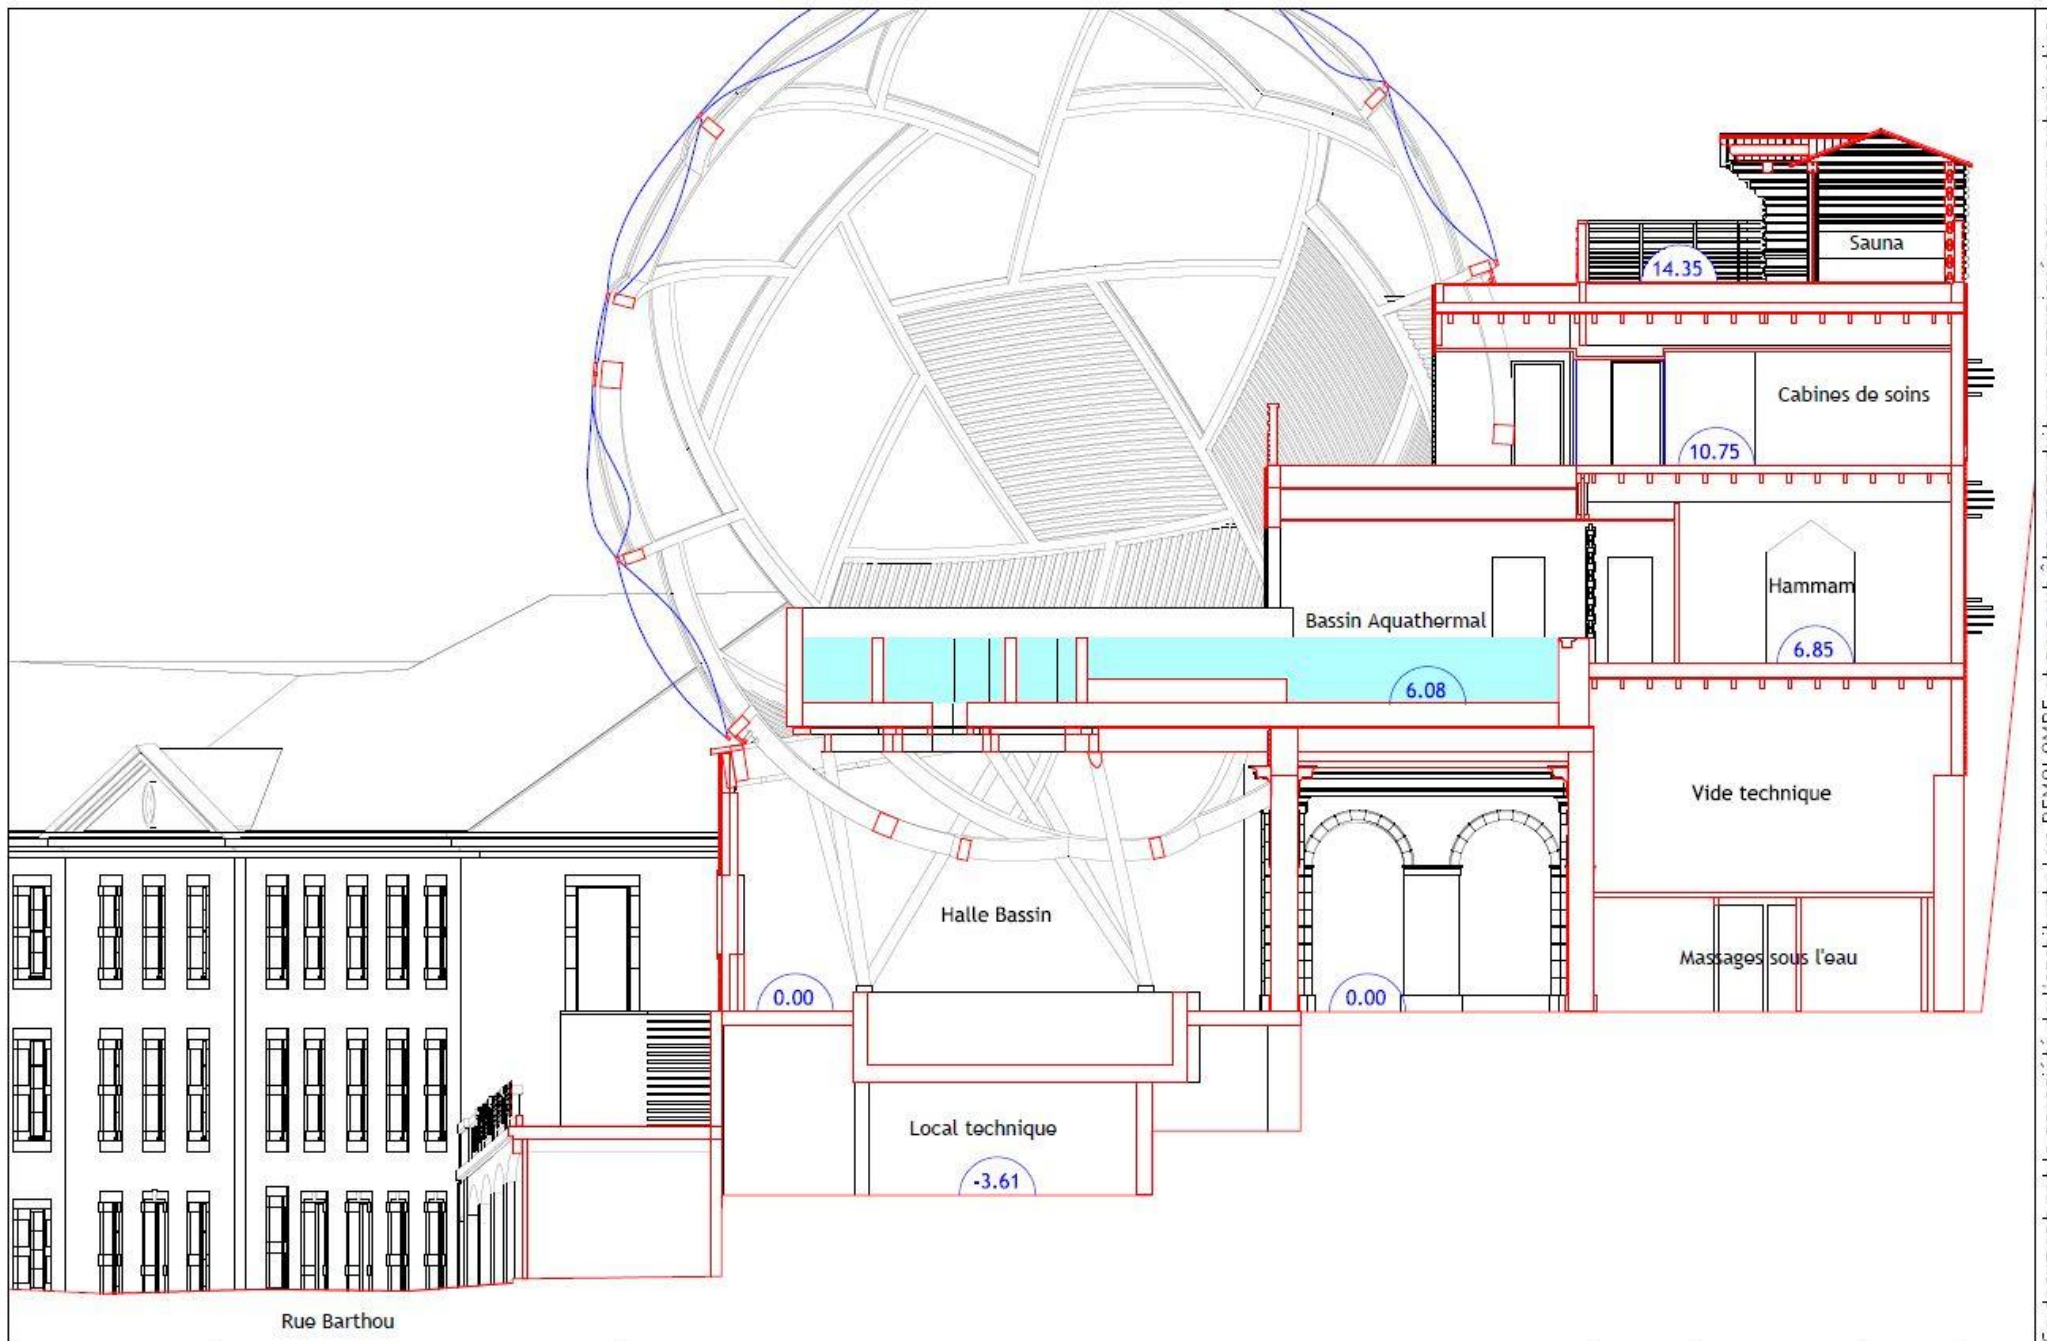 Sauna
14.35
Cabines de soins
10.75
Hammam
Bassin Aquathermal
6.85
6.08
Vide technique
Halle Bassin
Massages sous l'eau
0.00
0.00
Local technique
-3.61
Rue Barthou